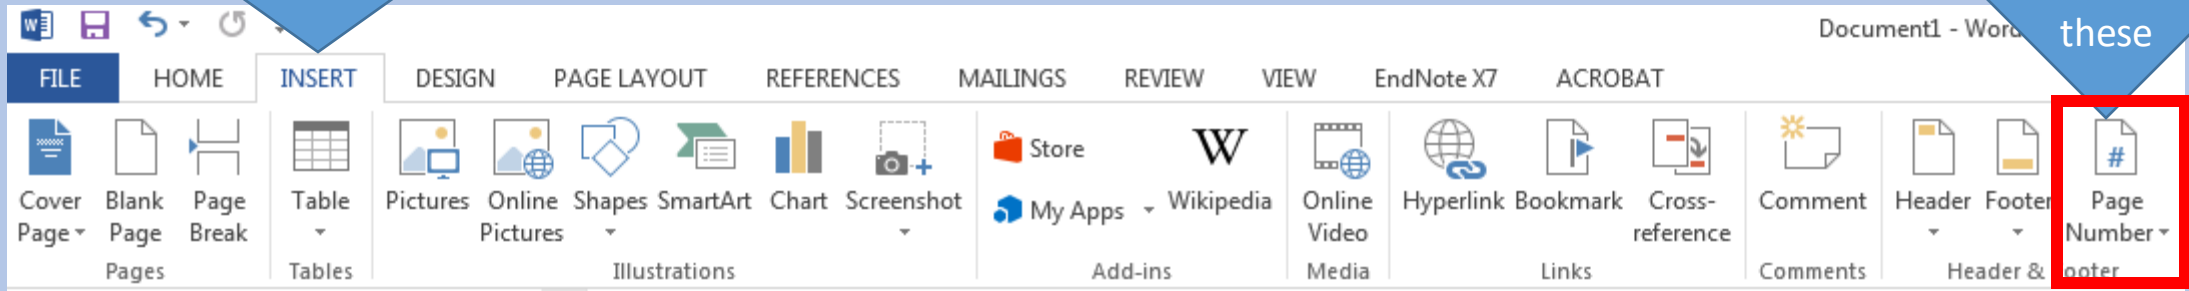 these
Document1 - Word
FILE HOME INSERT DESIGN PAGE LAYOUT REFERENCES MAILINGS REVIEW VIEW EndNote X7 ACROBAT
Cover Page
Blank Page
Page Break
Table
Pictures
Online Pictures
Shapes
SmartArt
Chart
Screenshot
Store
My Apps
W
Wikipedia
Online Video
Hyperlink
Bookmark
Cross-
reference
Comment
Header
Footer
#
Page Number
Pages Tables Illustrations Add-ins Media Links Comments Header & Footer